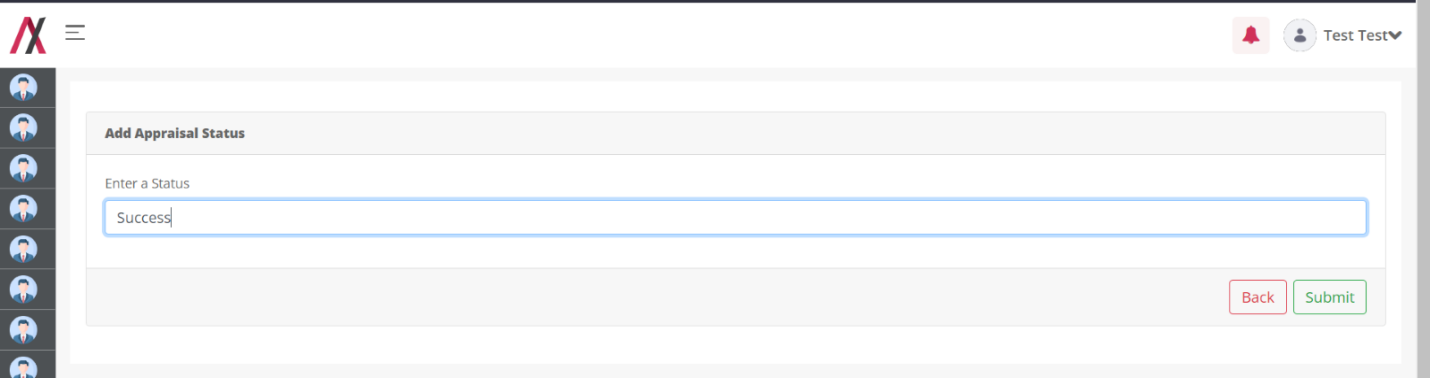 Test Test
Add Appraisal Status
Enter a Status
Success
Back Submit